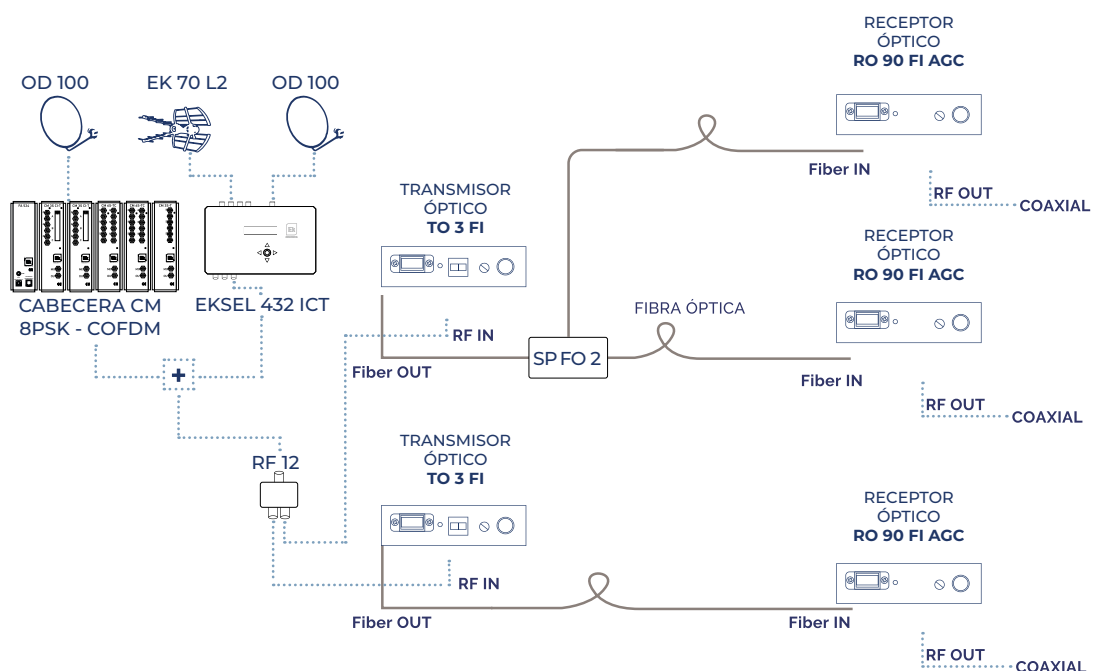 OD 100
EK 70 L2
OD 100
CABECERA CM
8PSK - COFDM
EKSEL 432 ICT
+
RF 12
TRANSMISOR
ÓPTICO
TO 3 FI
RF IN
Fiber OUT
SP FO 2
FIBRA ÓPTICA
RECEPTOR
ÓPTICO
RO 90 FI AGC
Fiber IN
RF OUT
COAXIAL
RECEPTOR
ÓPTICO
RO 90 FI AGC
Fiber IN
RF OUT
COAXIAL
TRANSMISOR
ÓPTICO
TO 3 FI
RF IN
Fiber OUT
RECEPTOR
ÓPTICO
RO 90 FI AGC
Fiber IN
RF OUT
COAXIAL